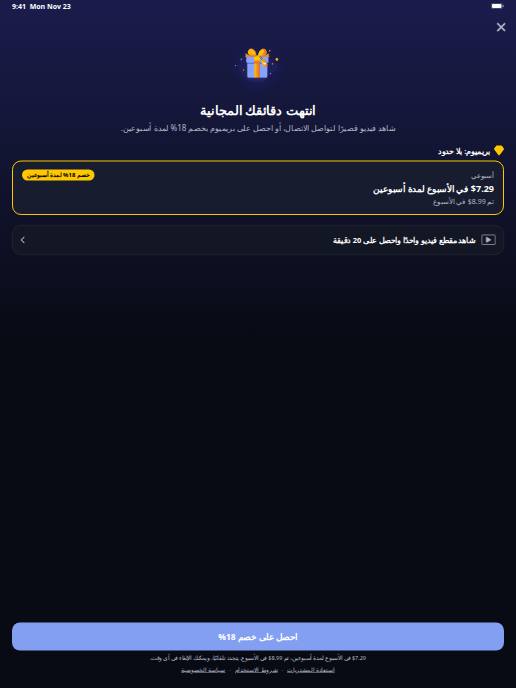 9:41 Mon Nov 23
انتهت دقائقك المجانية
شاهد فيديو قصيرًا لتواصل الاتصال، أو احصل على بريميوم بخصم 18% لمدة أسبوعين.
بريميوم: بلا حدود
أسبوعي
خصم 18% لمدة أسبوعين
$7.29 في الأسبوع لمدة أسبوعين
ثم 8.99$ في الأسبوع
شاهد مقطع فيديو واحدًا واحصل على 20 دقيقة
احصل على خصم 18%
7.29$ في الأسبوع لمدة أسبوعين، ثم 8.99$ في الأسبوع. يتجدد تلقائيًا. ويمكنك الإلغاء في أي وقت.
استعادة المشتريات · شروط الاستخدام · سياسة الخصوصية